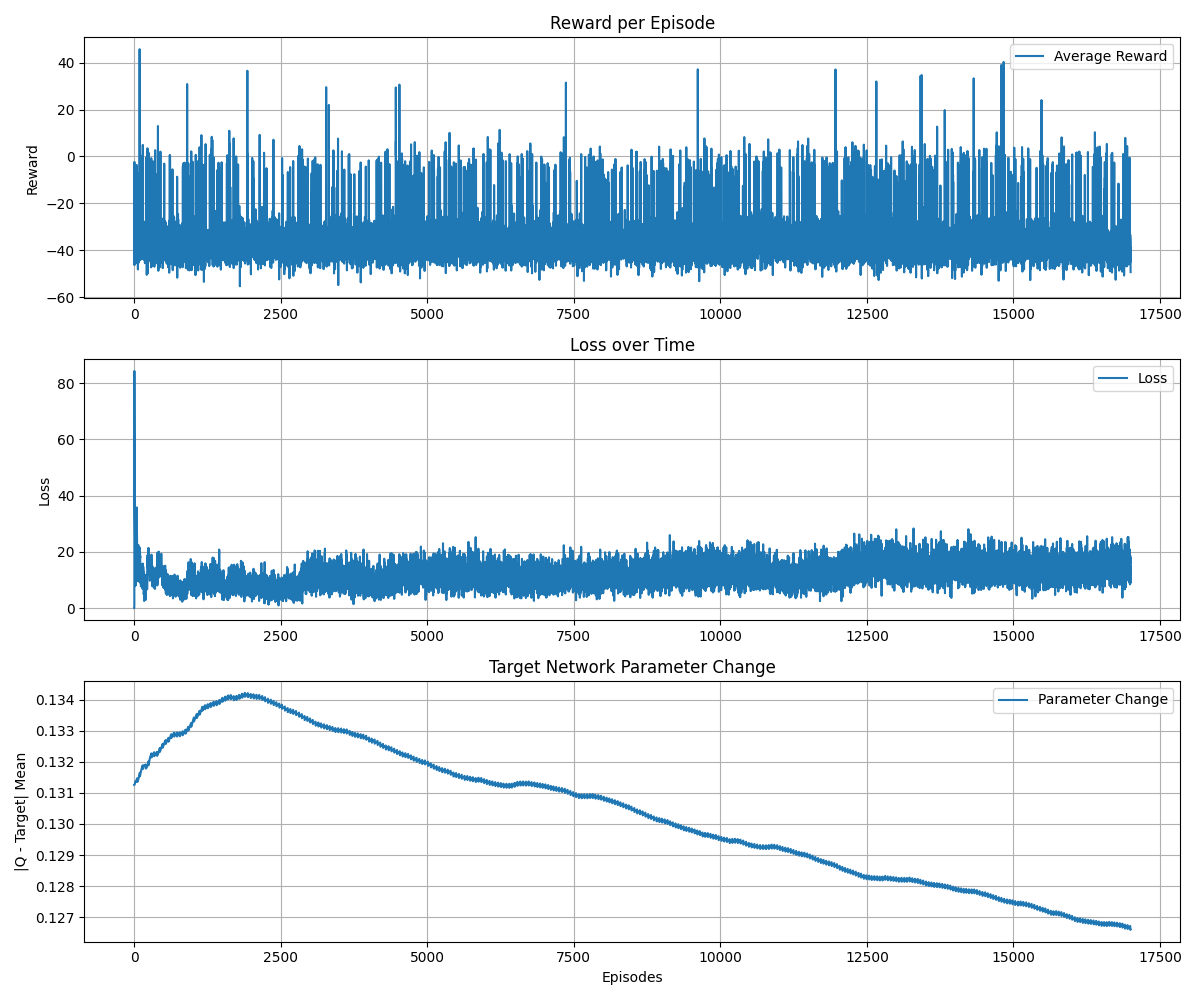 Reward per Episode
Reward
40
20
0
−20
−40
−60
Average Reward
0 2500 5000 7500 10000 12500 15000 17500
Loss over Time
Loss
80
60
40
20
0
Loss
0 2500 5000 7500 10000 12500 15000 17500
Target Network Parameter Change
|Q - Target| Mean
0.134
0.133
0.132
0.131
0.130
0.129
0.128
0.127
Parameter Change
0 2500 5000 7500 10000 12500 15000 17500
Episodes